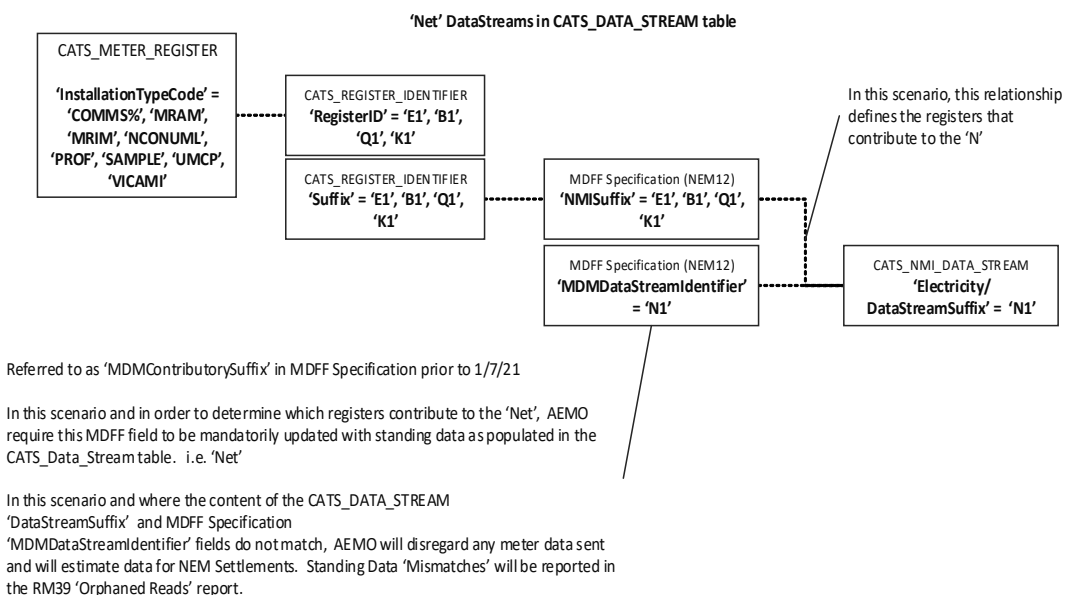 ‘Net’ DataStreams in CATS_DATA_STREAM table
CATS_METER_REGISTER
‘InstallationTypeCode’ =
‘COMMS%’, ‘MRAM’,
‘MRIM’, ‘NCONUML’,
‘PROF’, ‘SAMPLE’, ‘UMCP’,
‘VICAMI’
CATS_REGISTER_IDENTIFIER
‘RegisterID’ = ‘E1’, ‘B1’,
‘Q1’, ‘K1’
CATS_REGISTER_IDENTIFIER
‘Suffix’ = ‘E1’, ‘B1’, ‘Q1’,
‘K1’
MDFF Specification (NEM12)
‘NMISuffix’ = ‘E1’, ‘B1’, ‘Q1’,
‘K1’
MDFF Specification (NEM12)
‘MDMDataStreamIdentifier’
= ‘N1’
In this scenario, this relationship
defines the registers that
contribute to the ‘N’
CATS_NMI_DATA_STREAM
‘Electricity/
DataStreamSuffix’ = ‘N1’
Referred to as ‘MDMContributorySuffix’ in MDFF Specification prior to 1/7/21
In this scenario and in order to determine which registers contribute to the ‘Net’, AEMO
require this MDFF field to be mandatorily updated with standing data as populated in the
CATS_Data_Stream table. i.e. ‘Net’
In this scenario and where the content of the CATS_DATA_STREAM
‘DataStreamSuffix’ and MDFF Specification
‘MDMDataStreamIdentifier’ fields do not match, AEMO will disregard any meter data sent
and will estimate data for NEM Settlements. Standing Data ‘Mismatches’ will be reported in
the RM39 ‘Orphaned Reads’ report.